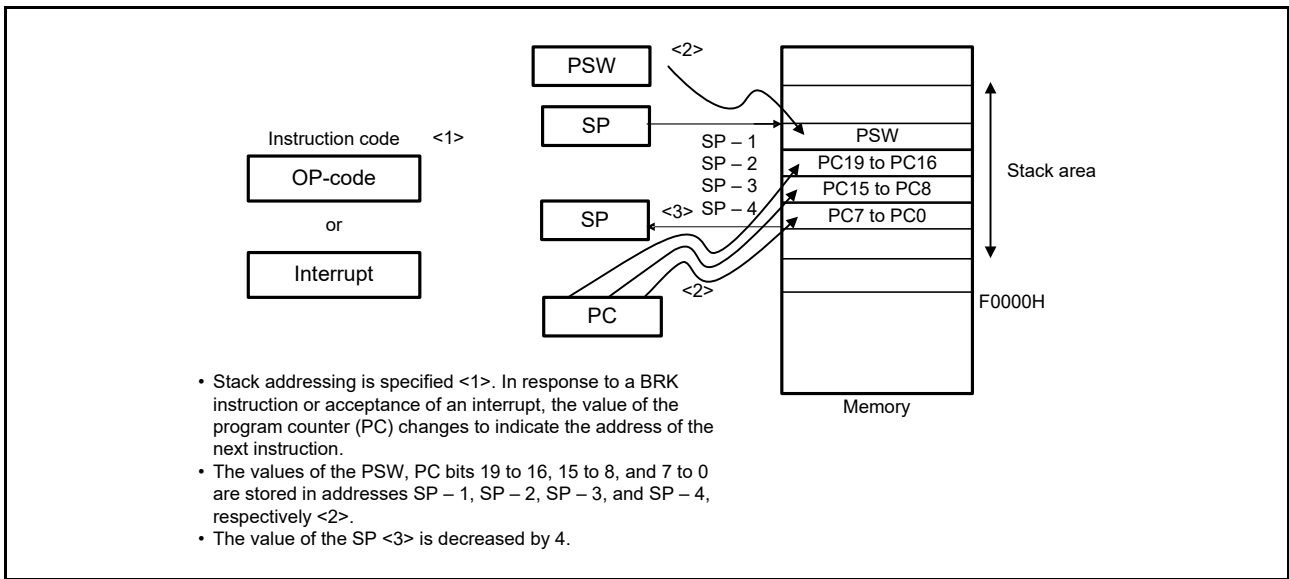 PSW
<2>
SP
Instruction code <1>
OP-code
or
Interrupt
SP – 1
SP – 2
SP – 3
SP – 4
PSW
PC19 to PC16
PC15 to PC8
PC7 to PC0
Stack area
SP
<3>
<2>
PC
F0000H
Memory
• Stack addressing is specified <1>. In response to a BRK
instruction or acceptance of an interrupt, the value of the
program counter (PC) changes to indicate the address of the
next instruction.
• The values of the PSW, PC bits 19 to 16, 15 to 8, and 7 to 0
are stored in addresses SP – 1, SP – 2, SP – 3, and SP – 4,
respectively <2>.
• The value of the SP <3> is decreased by 4.